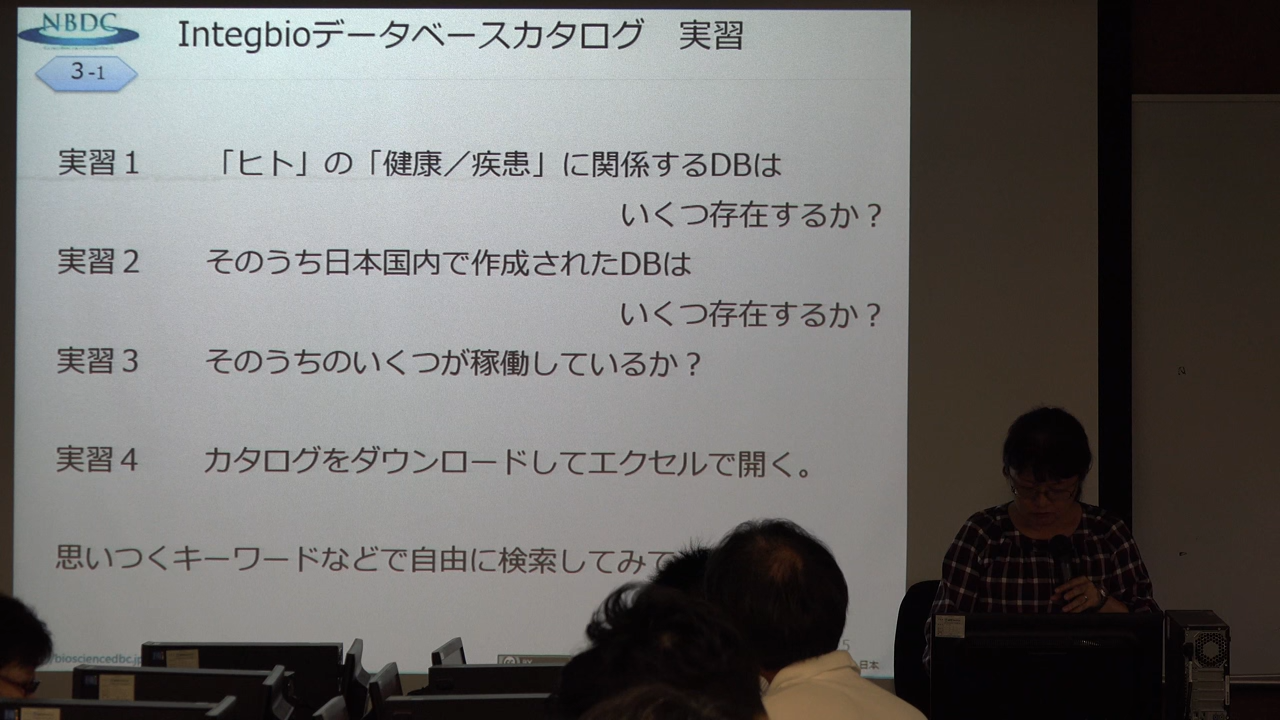 NBDC
Integbioデータベースカタログ　実習
3-1
実習１　「ヒト」の「健康／疾患」に関係するDBは
いくつ存在するか？
実習２　そのうち日本国内で作成されたDBは
いくつ存在するか？
実習３　そのうちのいくつが稼働しているか？
実習４　カタログをダウンロードしてエクセルで開く。
思いつくキーワードなどで自由に検索してみて
biosciencedbc.jp
日本